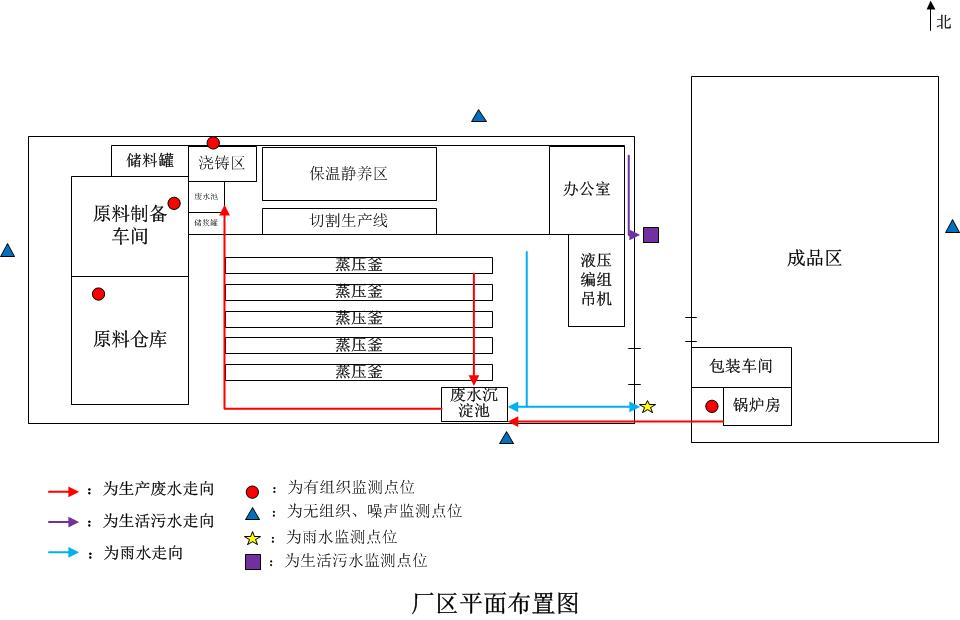 北
储料罐
浇铸区
保温静养区
办公室
废水池
储浆罐
切割生产线
原料制备
车间
成品区
液压
编组
吊机
蒸压釜
蒸压釜
蒸压釜
蒸压釜
蒸压釜
原料仓库
包装车间
废水沉
淀池
锅炉房
：为生产废水走向
：为生活污水走向
：为雨水走向
：为有组织监测点位
：为无组织、噪声监测点位
：为雨水监测点位
：为生活污水监测点位
厂区平面布置图